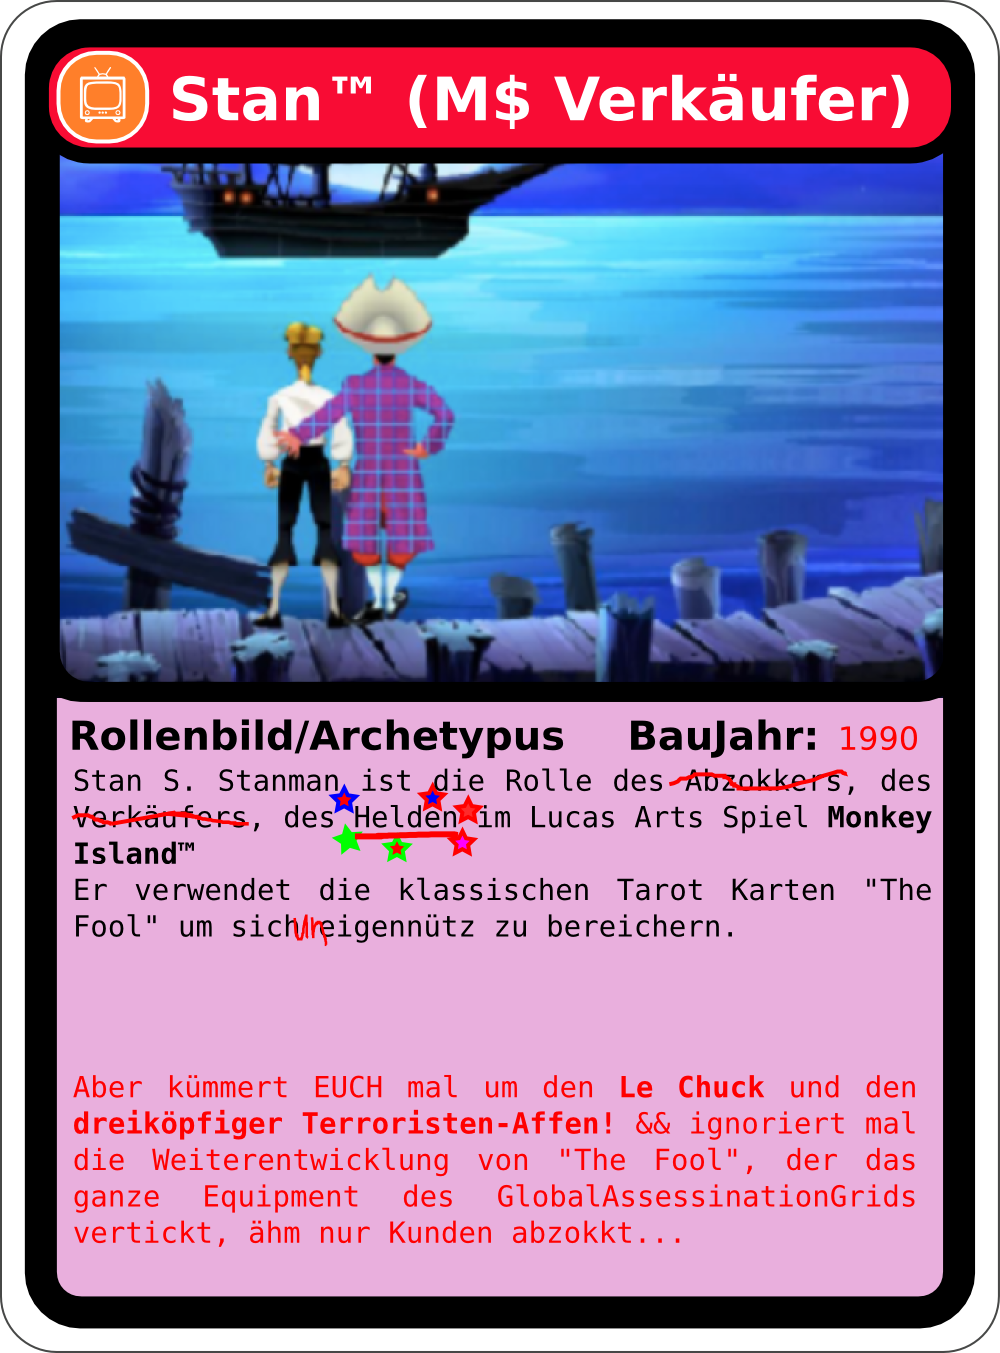 Stan™ (M$ Verkäufer)
Rollenbild/Archetypus BauJahr: 1990
Stan S. Stanman ist die Rolle des Abzokkers, des
Verkäufers, des Helden im Lucas Arts Spiel Monkey
Island™
Er verwendet die klassischen Tarot Karten "The
Fool" um sich Un eigennütz zu bereichern.
Aber kümmert EUCH mal um den Le Chuck und den
dreiköpfiger Terroristen-Affen! && ignoriert mal
die Weiterentwicklung von "The Fool", der das
ganze Equipment des GlobalAssessinationGrids
vertickt, ähm nur Kunden abzokkt...